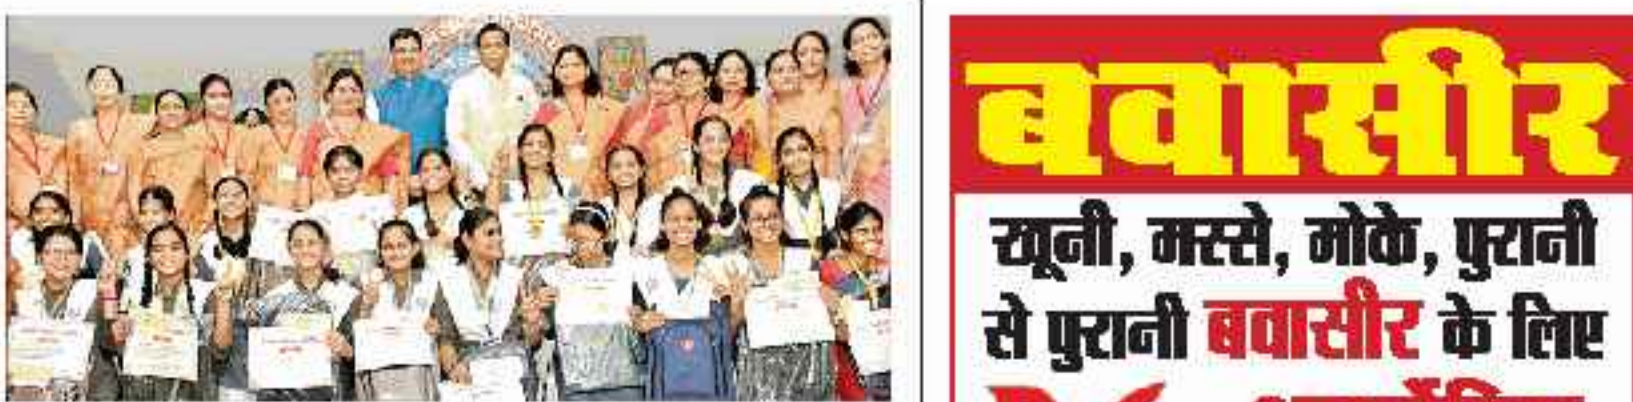 बवासीर
खूनी, मस्से, मोके, पुरानी
से पुरानी बवासीर के लिए